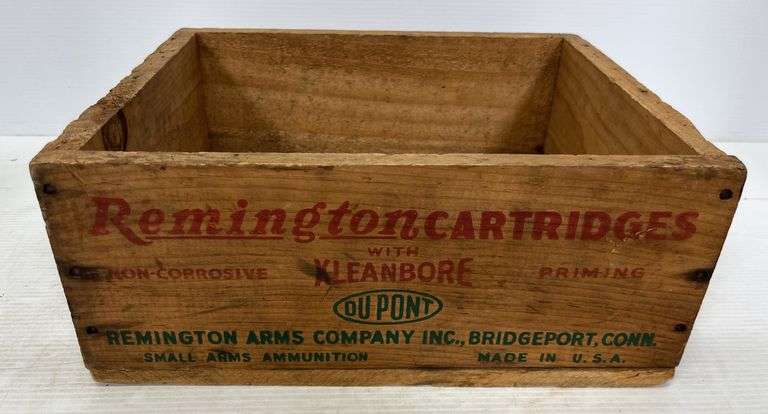 Remington CARTRIDGES
WITH
NON-CORROSIVE KLEANBORE PRIMING
DU PONT
REMINGTON ARMS COMPANY INC., BRIDGEPORT, CONN.
SMALL ARMS AMMUNITION MADE IN U.S.A.